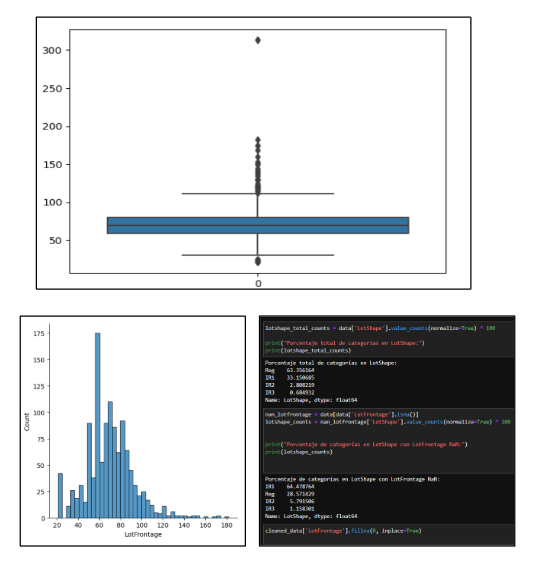 300
250
200
150
100
50
0
175
150
125
100
75
50
25
0
Count
20 40 60 80 100 120 140 160 180
LotFrontage
lotshape_total_counts = data['LotShape'].value_counts(normalize=True) * 100
print("Porcentaje total de categorías en LotShape:")
print(lotshape_total_counts)
Porcentaje total de categorías en LotShape:
Reg 63.356164
IR1 33.150685
IR2 2.808219
IR3 0.684932
Name: LotShape, dtype: float64
nan_lotfrontage = data[data['LotFrontage'].isna()]
lotshape_counts = nan_lotfrontage['LotShape'].value_counts(normalize=True) * 100
print("Porcentaje de categorías en LotShape con LotFrontage NaN:")
print(lotshape_counts)
Porcentaje de categorías en LotShape con LotFrontage NaN:
IR1 64.478764
Reg 28.571429
IR2 5.791506
IR3 1.158301
Name: LotShape, dtype: float64
cleaned_data['LotFrontage'].fillna(0, inplace=True)